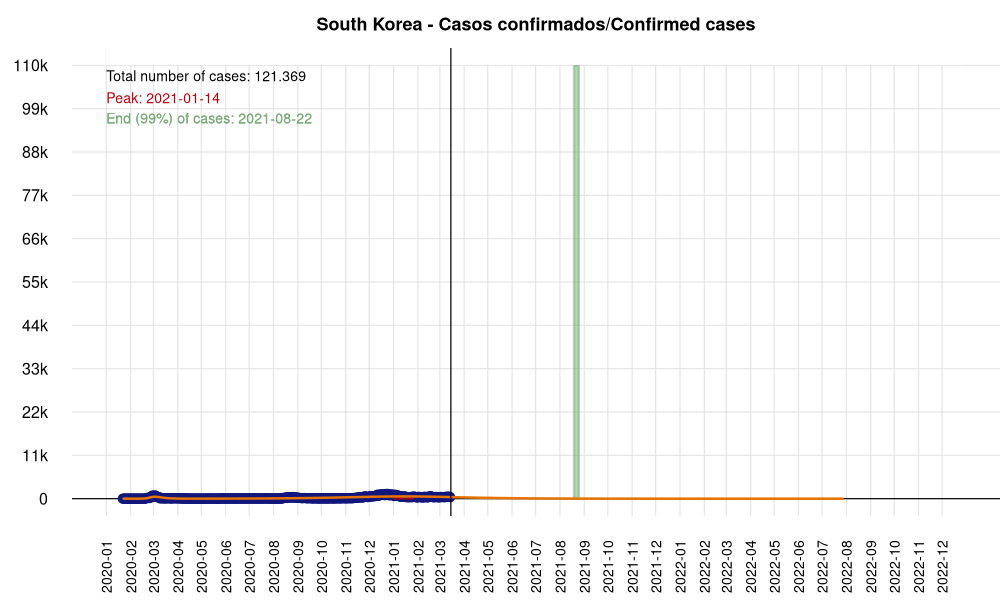 South Korea - Casos confirmados/Confirmed cases
110k
Total number of cases: 121.369
Peak: 2021-01-14
99k
End (99%) of cases: 2021-08-22
88k
77k
66k
55k
44k
33k
22k
11k
0
2020-01
2020-02
2020-03
2020-04
2020-05
2020-06
2020-07
2020-08
2020-09
2020-10
2020-11
2020-12
2021-01
2021-02
2021-03
2021-04
2021-05
2021-06
2021-07
2021-08
2021-09
2021-10
2021-11
2021-12
2022-01
2022-02
2022-03
2022-04
2022-05
2022-06
2022-07
2022-08
2022-09
2022-10
2022-11
2022-12